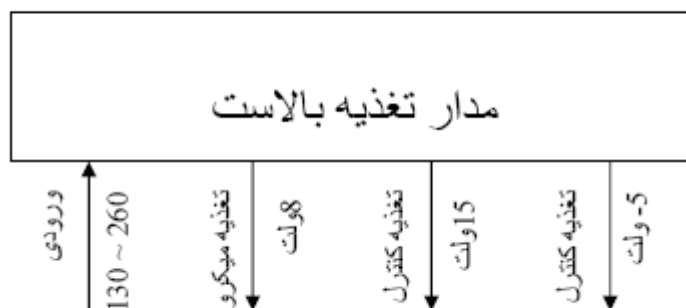 مدار تغذیه بالاست
ورودی
130 ~ 260
تغذیه میکرو
8ولت
تغذیه کنترل
15ولت
تغذیه کنترل
5- ولت